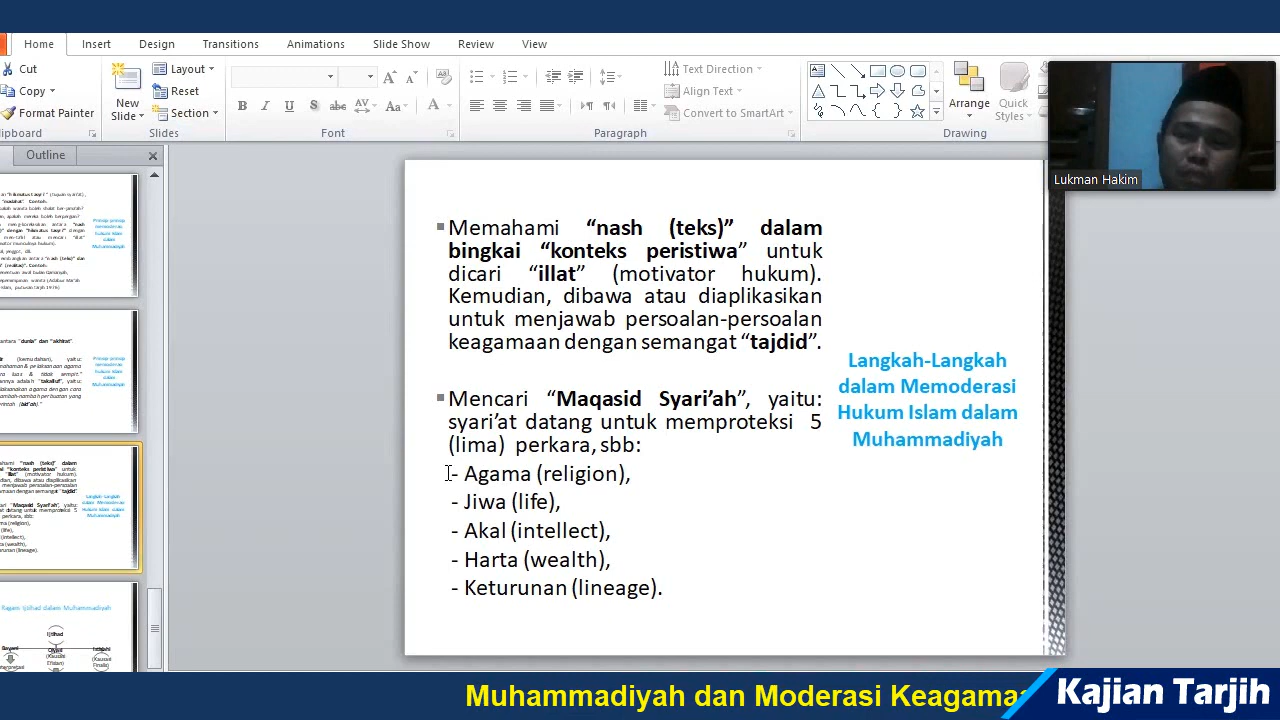 Home Insert Design Transitions Animations Slide Show Review View
Cut
Copy
Format Painter
New
Slide
Layout
Reset
Section
Text Direction
Align Text
Convert to SmartArt
Arrange
Quick
Styles
Slides
Font
Paragraph
Drawing
Outline
Lukman Hakim
Memahami “nash (teks)” dalam
bingkai “konteks peristiwa” untuk
dicari “illat” (motivator hukum).
Kemudian, dibawa atau diaplikasikan
untuk menjawab persoalan-persoalan
keagamaan dengan semangat “tajdid”.
Mencari “Maqasid Syari’ah”, yaitu:
syari’at datang untuk memproteksi 5
(lima) perkara, sbb:
- Agama (religion),
- Jiwa (life),
- Akal (intellect),
- Harta (wealth),
- Keturunan (lineage).
Langkah-Langkah
dalam Memoderasi
Hukum Islam dalam
Muhammadiyah
Ragam Ijtihad dalam Muhammadiyah
Ijtihad
Muhammadiyah dan Moderasi
Kajian Tarjih